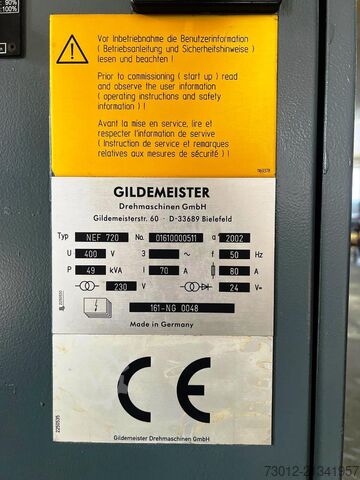 90%
100%
Vor Inbetriebnahme die Benutzerinformation
( Betriebsanleitung und Sicherheitshinweise )
lesen und beachten !
Prior to commissioning ( start up ) read
and observe the user information
( operating instructions and safety
information ) !
Avant la mise en service, lire et
respecter l'information de servive
( Instruction de service et remarques
relatives aux mesures de sécurité ) !
GILDEMEISTER
Drehmaschinen GmbH
Gildemeisterstr. 60 · D-33689 Bielefeld
Typ NEF 720 No. 01610000511 a 2002
U 400 V 3 ~ f 50 Hz
P 49 kVA I 70 A 80 A
230 V 24 V=
161-NG 0048
Made in Germany
2250535
CE
Gildemeister Drehmaschinen GmbH
73012-21341957